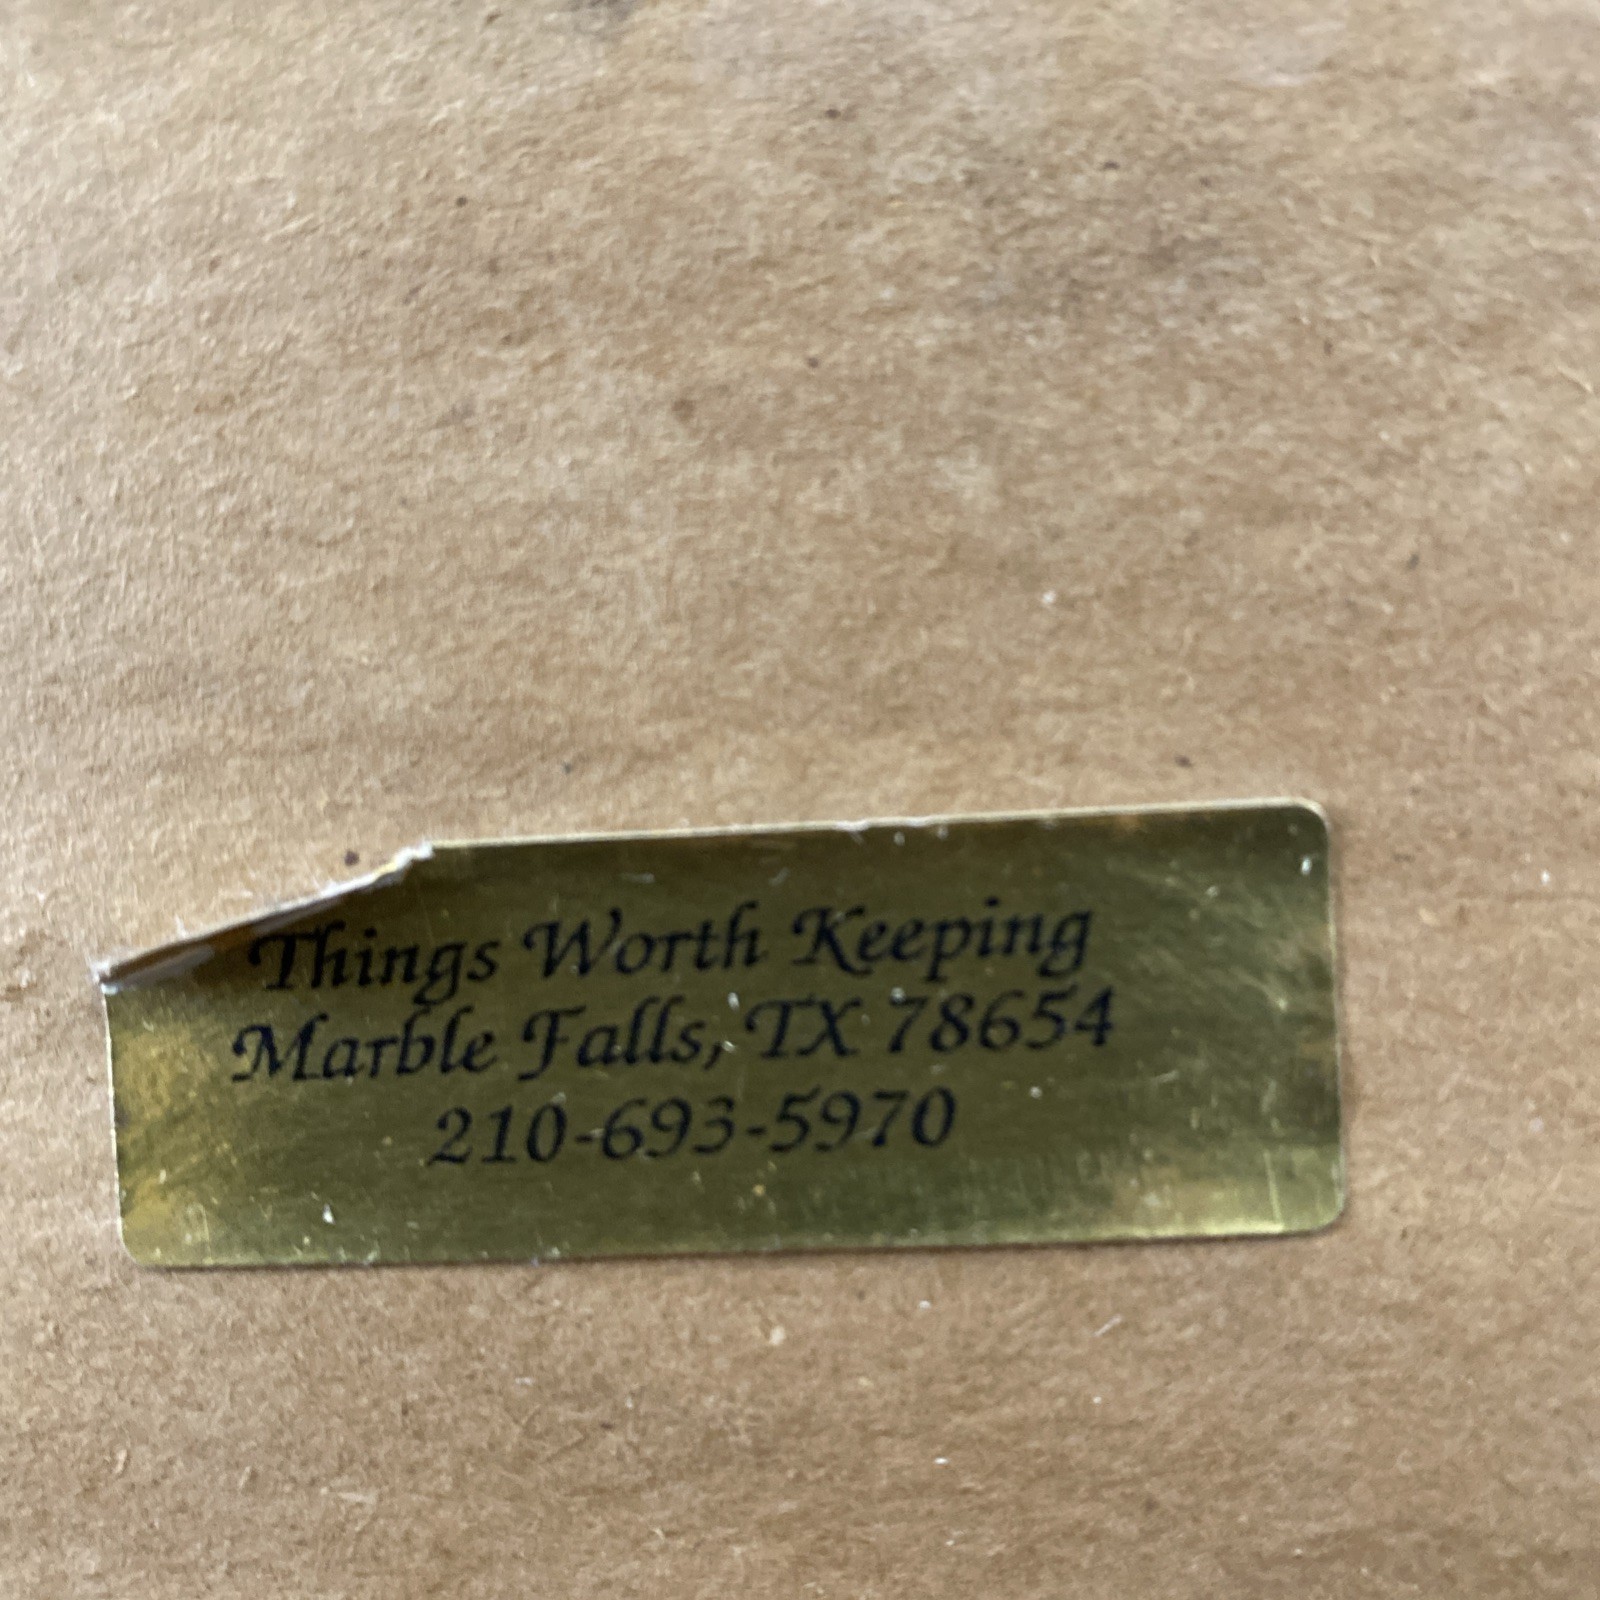 Things Worth Keeping
Marble Falls, TX 78654
210-693-5970